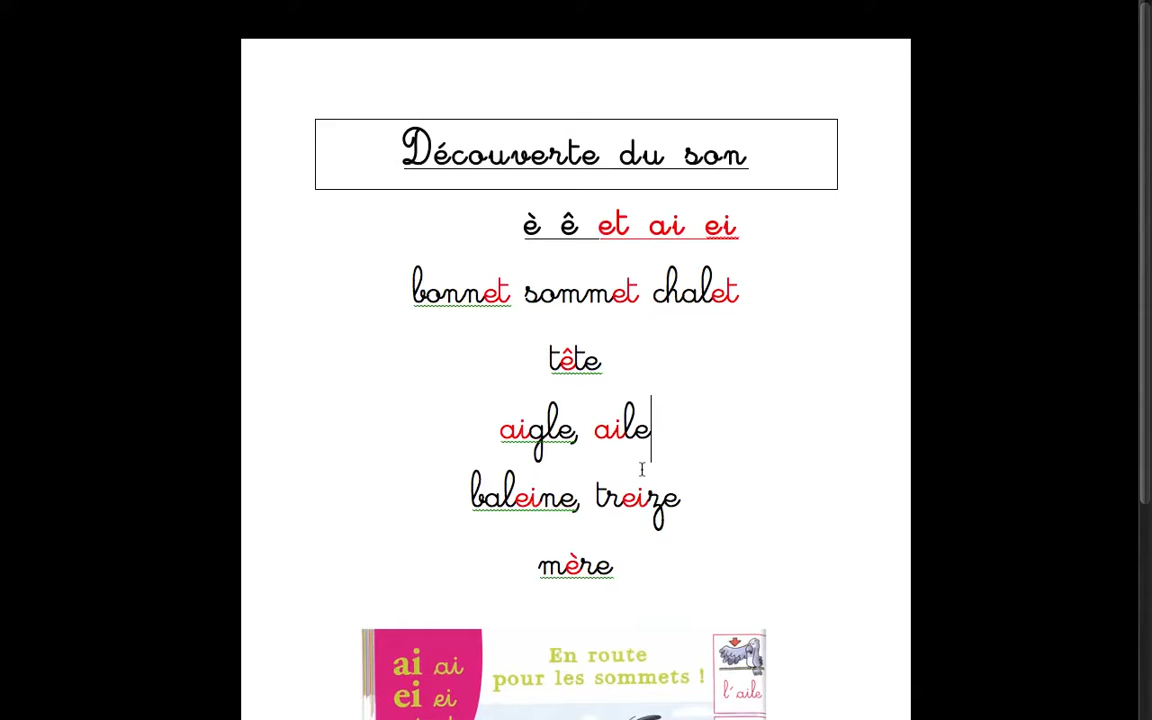 Découverte du son
è ê et ai ei
bonnet sommet chalet
tête
aigle, aile
baleine, treize
mère
ai ai
ei ei
En route
pour les sommets !
l'aile